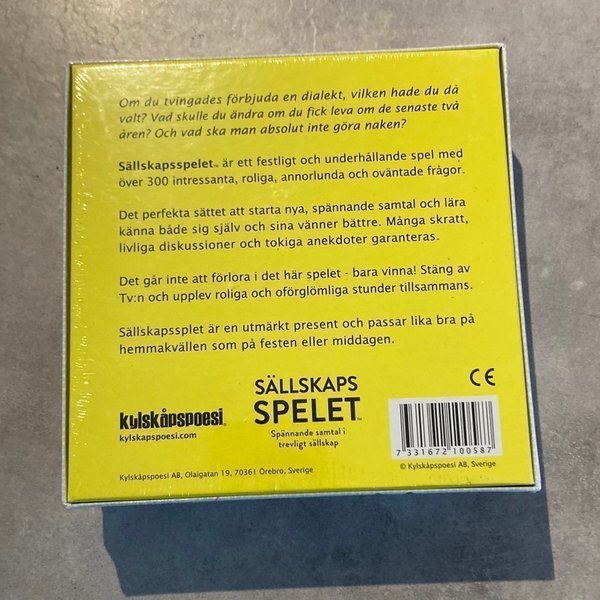 Om du tvingades förbjuda en dialekt, vilken hade du då
valt? Vad skulle du ändra om du fick leva om de senaste två
åren? Och vad ska man absolut inte göra naken?
Sällskapsspelet™ är ett festligt och underhållande spel med
över 300 intressanta, roliga, annorlunda och oväntade frågor.
Det perfekta sättet att starta nya, spännande samtal och lära
känna både sig själv och sina vänner bättre. Många skratt,
livliga diskussioner och tokiga anekdoter garanteras.
Det går inte att förlora i det här spelet - bara vinna! Stäng av
Tv:n och upplev roliga och oförglömliga stunder tillsammans.
Sällskapssplet är en utmärkt present och passar lika bra på
hemmakvällen som på festen eller middagen.
kylskåpspoesi®
kylskapspoesi.com
SÄLLSKAPS
SPELET™
Spännande samtal i
trevligt sällskap
CE
7 331672 100587
Kylskåpspoesi AB, Olaigatan 19, 70361 Örebro, Sverige
© Kylskåpspoesi AB, Sverige